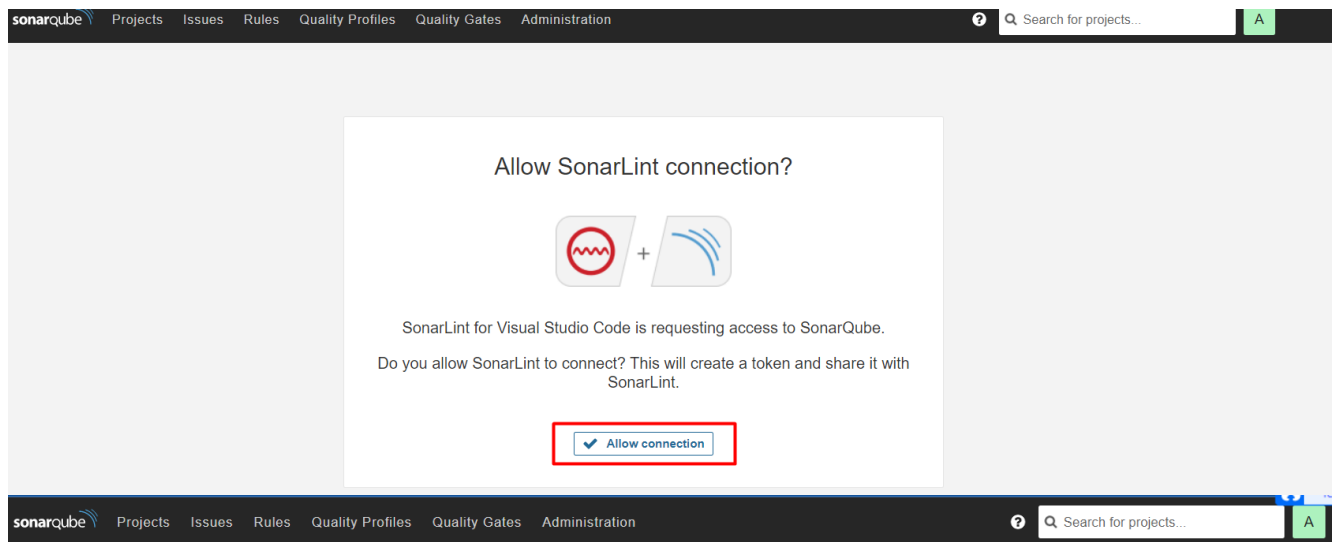 sonarqube Projects Issues Rules Quality Profiles Quality Gates Administration ? Search for projects... A
Allow SonarLint connection?
+
SonarLint for Visual Studio Code is requesting access to SonarQube.
Do you allow SonarLint to connect? This will create a token and share it with
SonarLint.
Allow connection
sonarqube Projects Issues Rules Quality Profiles Quality Gates Administration ? Search for projects... A